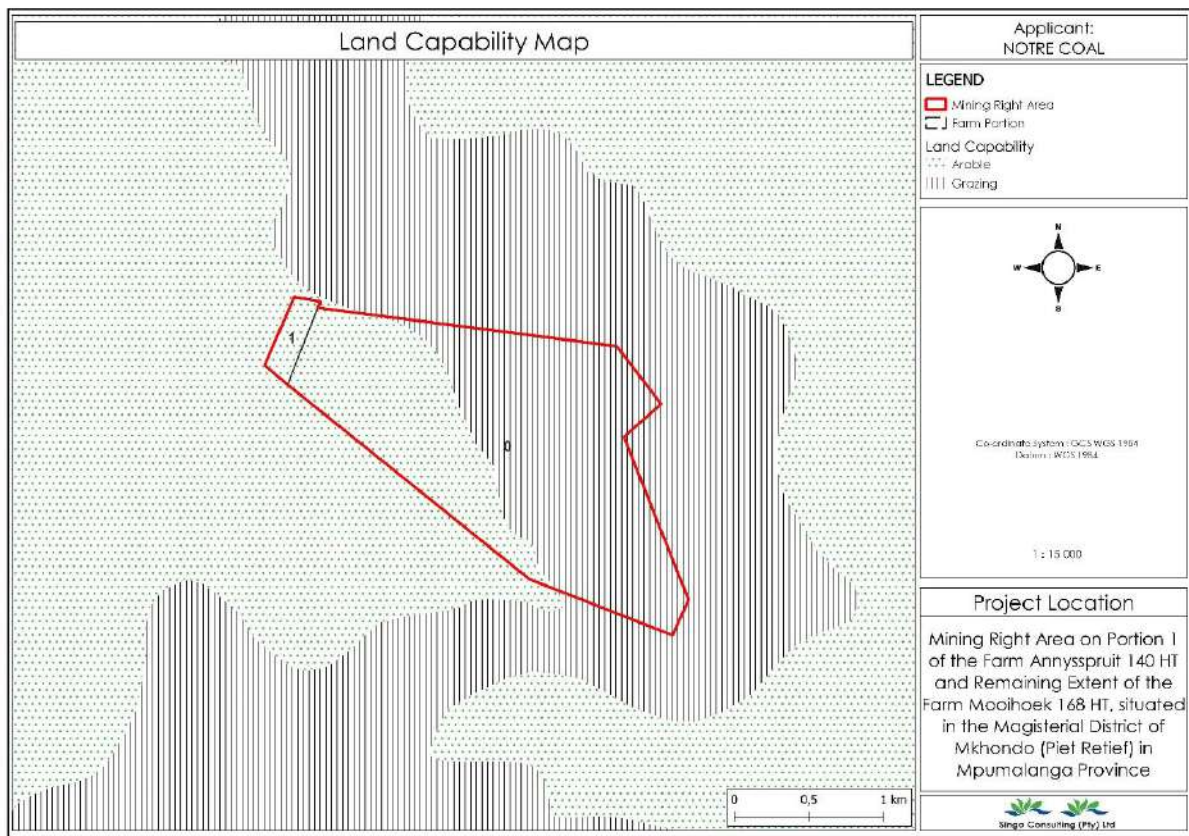 Land Capability Map
1
0
0 0,5 1 km
Applicant:
NOTRE COAL
LEGEND
Mining Right Area
Farm Portion
Land Capability
Arable
Grazing
N
W E
S
Co-ordinate System : GCS WGS 1984
Datum : WGS 1984
1 : 15 000
Project Location
Mining Right Area on Portion 1
of the Farm Annysspruit 140 HT
and Remaining Extent of the
Farm Mooihoek 168 HT, situated
in the Magisterial District of
Mkhondo (Piet Retief) in
Mpumalanga Province
Singo Consulting (Pty) Ltd